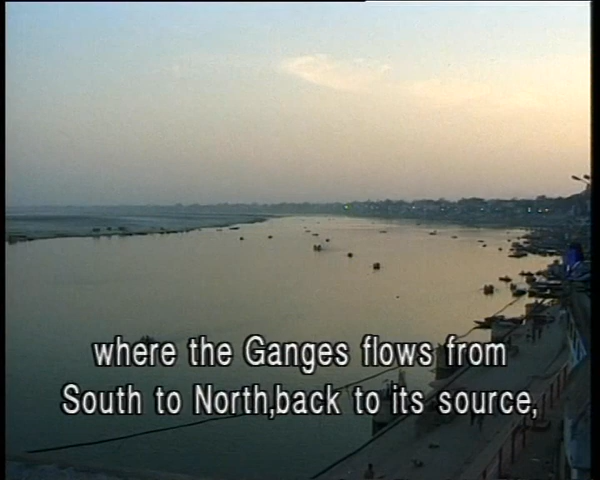 where the Ganges flows from
South to North,back to its source,